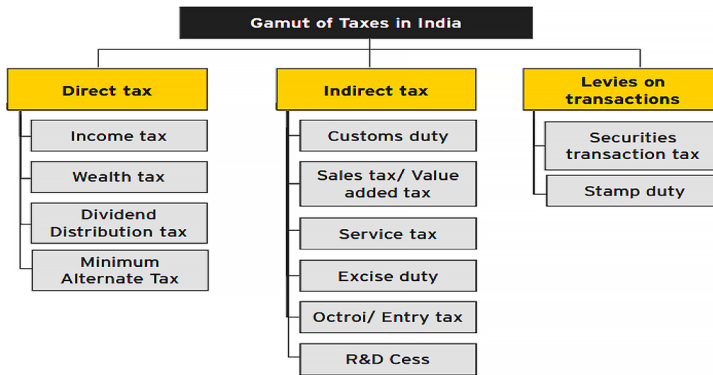 Gamut of Taxes in India
Direct tax
Income tax
Wealth tax
Dividend
Distribution tax
Minimum
Alternate Tax
Indirect tax
Customs duty
Sales tax/ Value
added tax
Service tax
Excise duty
Octroi/ Entry tax
R&D Cess
Levies on
transactions
Securities
transaction tax
Stamp duty